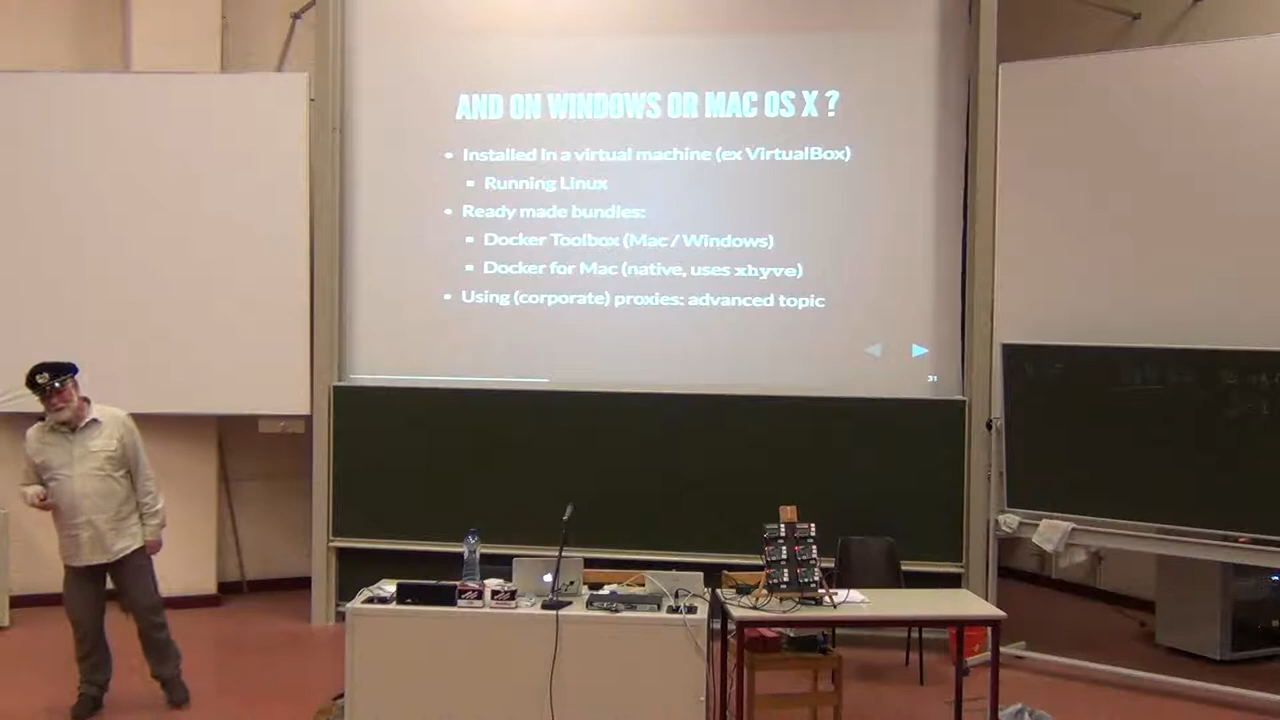 AND ON WINDOWS OR MAC OS X ?
• Installed in a virtual machine (ex VirtualBox)
▪ Running Linux
• Ready made bundles:
▪ Docker Toolbox (Mac / Windows)
▪ Docker for Mac (native, uses xhyve)
• Using (corporate) proxies: advanced topic
31